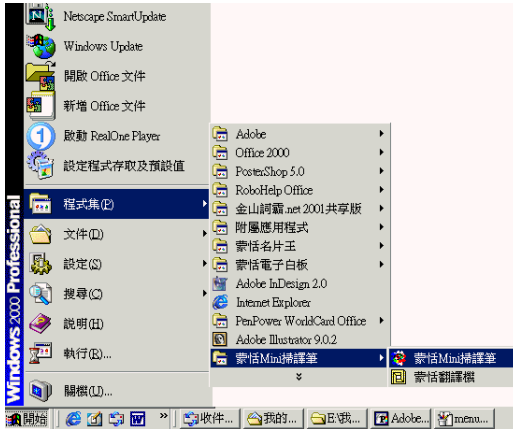 Netscape SmartUpdate
Windows Update
開啟 Office 文件
新增 Office 文件
啟動 RealOne Player
設定程式存取及預設值
程式集(P)
文件(D)
設定(S)
搜尋(C)
說明(H)
執行(R)...
關機(U)...
Windows 2000 Professional
Adobe
Office 2000
PosterShop 5.0
RoboHelp Office
金山詞霸.net 2001共享版
附屬應用程式
蒙恬名片王
蒙恬電子白板
Adobe InDesign 2.0
Internet Explorer
PenPower WorldCard Office
Adobe Illustrator 9.0.2
蒙恬Mini掃譯筆
蒙恬Mini掃譯筆
蒙恬翻譯機
開始 收件... 我的... E:\我... Adobe... menu...